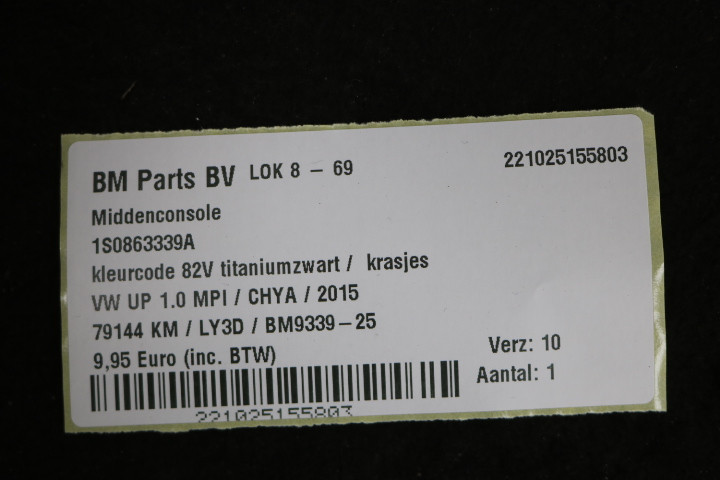 BM Parts BV LOK 8 - 69
221025155803
Middenconsole
1S0863339A
kleurcode 82V titaniumzwart / krasjes
VW UP 1.0 MPI / CHYA / 2015
79144 KM / LY3D / BM9339-25
9,95 Euro (inc. BTW)
Verz: 10
Aantal: 1
221025155803